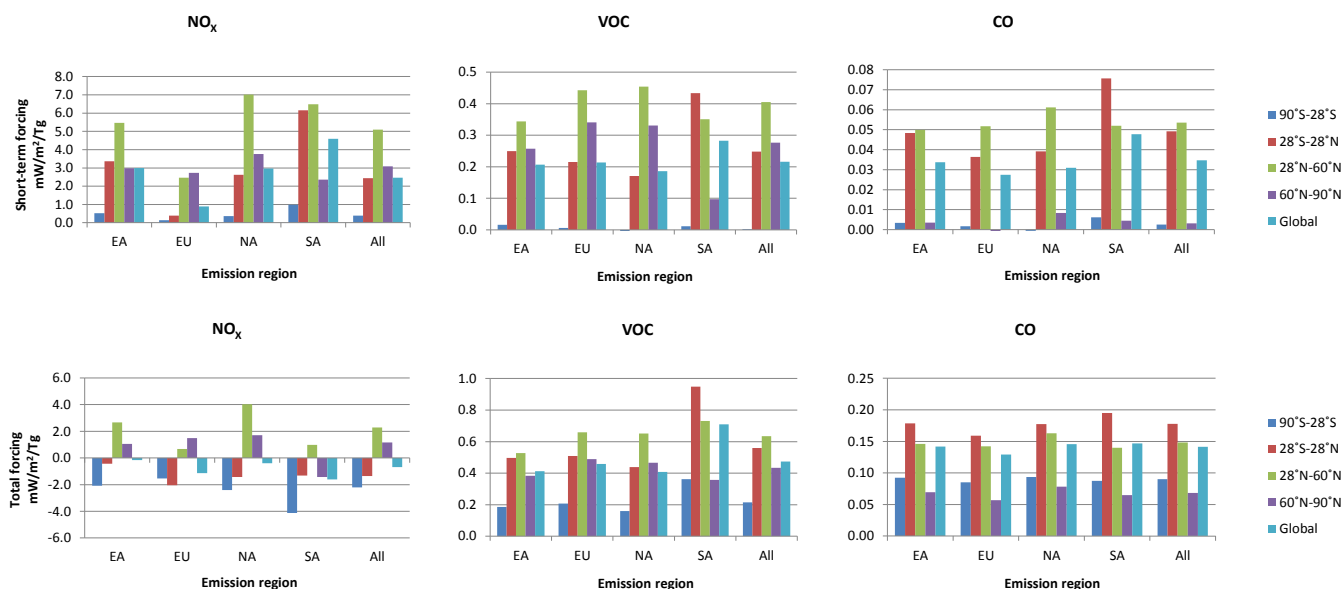 NOX
VOC
CO
Short-term forcing
mW/m²/Tg
8.0
7.0
6.0
5.0
4.0
3.0
2.0
1.0
0.0
EA EU NA SA All
Emission region
0.5
0.4
0.3
0.2
0.1
0.0
EA EU NA SA All
Emission region
0.08
0.07
0.06
0.05
0.04
0.03
0.02
0.01
0.00
EA EU NA SA All
Emission region
90˚S-28˚S
28˚S-28˚N
28˚N-60˚N
60˚N-90˚N
Global
NOX
VOC
CO
Total forcing
mW/m²/Tg
6.0
4.0
2.0
0.0
-2.0
-4.0
-6.0
EA EU NA SA All
Emission region
1.0
0.8
0.6
0.4
0.2
0.0
EA EU NA SA All
Emission region
0.25
0.20
0.15
0.10
0.05
0.00
EA EU NA SA All
Emission region
90˚S-28˚S
28˚S-28˚N
28˚N-60˚N
60˚N-90˚N
Global